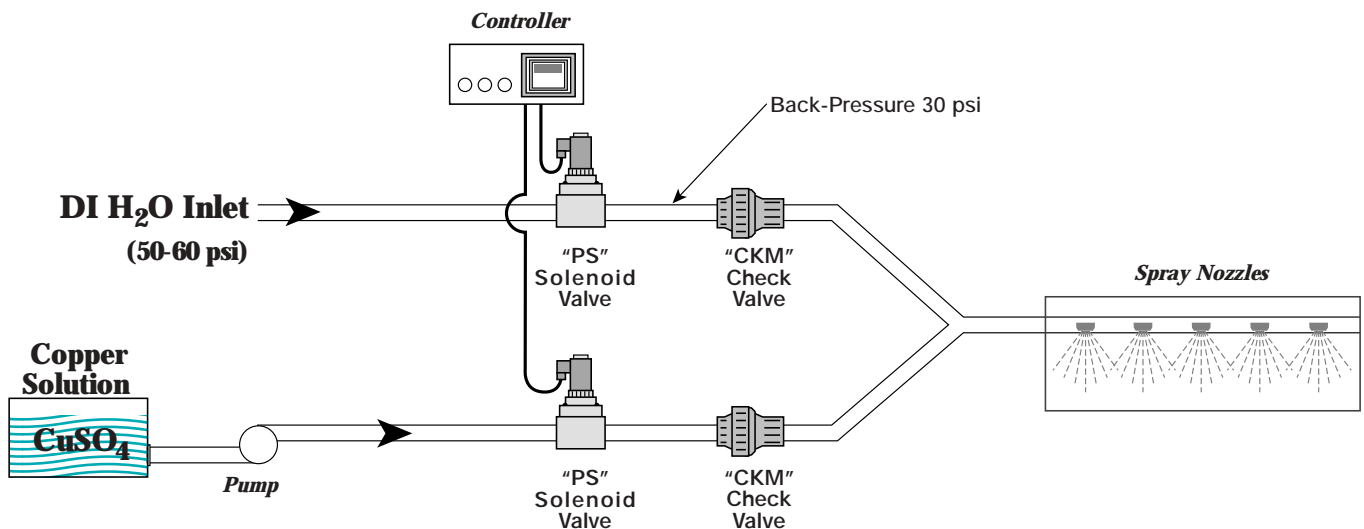 Controller
Back-Pressure 30 psi
DI H₂O Inlet
(50-60 psi)
“PS”
Solenoid
Valve
“CKM”
Check
Valve
Spray Nozzles
Copper
Solution
CuSO₄
Pump
“PS”
Solenoid
Valve
“CKM”
Check
Valve